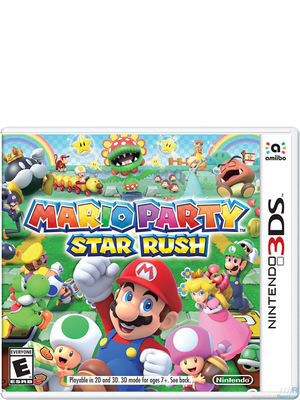 amiibo
MARIO PARTY
STAR RUSH
TM
NINTENDO 3DS
EVERYONE
E
ESRB
Playable in 2D and 3D. 3D mode for ages 7+. See back.
Nintendo